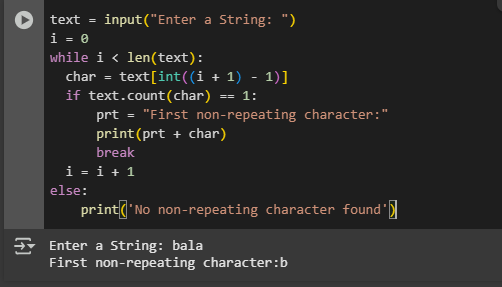 text = input("Enter a String: ")
i = 0
while i < len(text):
  char = text[int((i + 1) - 1)]
  if text.count(char) == 1:
      prt = "First non-repeating character:"
      print(prt + char)
      break
  i = i + 1
else:
    print('No non-repeating character found')
Enter a String: bala
First non-repeating character:b